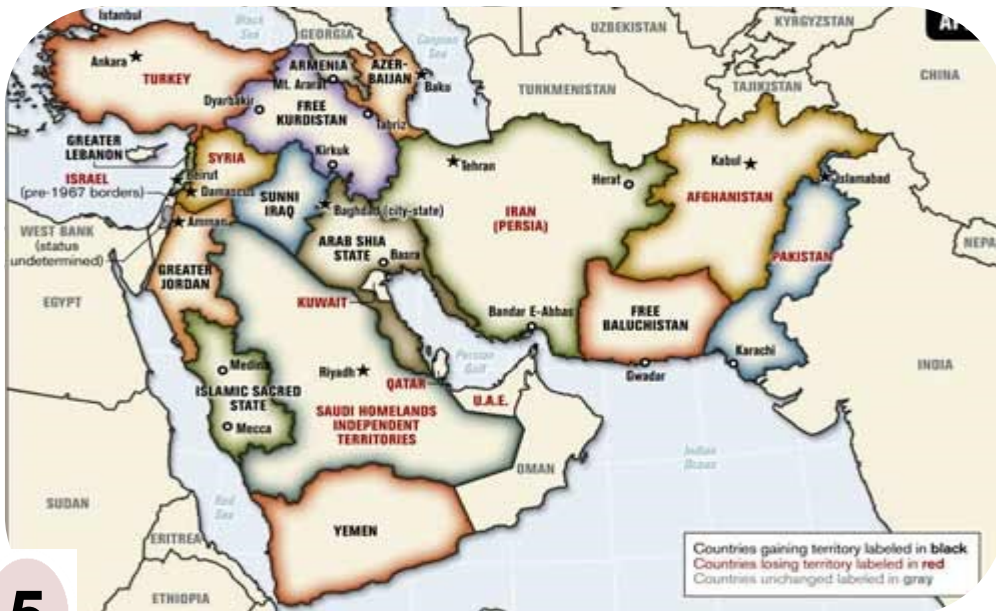 Istanbul
Black
Sea
GEORGIA
Caspian
Sea
UZBEKISTAN
KYRGYZSTAN
Ankara
TURKEY
ARMENIA
Mt. Ararat
AZER-
BAIJAN
Baku
TURKMENISTAN
TAJIKISTAN
CHINA
Dyarbakir
FREE
KURDISTAN
Tabriz
GREATER
LEBANON
SYRIA
Kirkuk
Tehran
Herat
Kabul
Islamabad
ISRAEL
(pre-1967 borders)
Beirut
Damascus
SUNNI
IRAQ
Baghdad (city-state)
IRAN
(PERSIA)
AFGHANISTAN
WEST BANK
(status
undetermined)
Amman
ARAB SHIA
STATE
Basra
PAKISTAN
NEPA
GREATER
JORDAN
EGYPT
KUWAIT
Bandar E-Abbas
FREE
BALUCHISTAN
Medina
ISLAMIC SACRED
STATE
Mecca
Riyadh
Persian
Gulf
QATAR
U.A.E.
Gwadar
Karachi
INDIA
SAUDI HOMELANDS
INDEPENDENT
TERRITORIES
OMAN
Indian
Ocean
SUDAN
Red
Sea
YEMEN
ERITREA
ETHIOPIA
Countries gaining territory labeled in black
Countries losing territory labeled in red
Countries unchanged labeled in gray
5